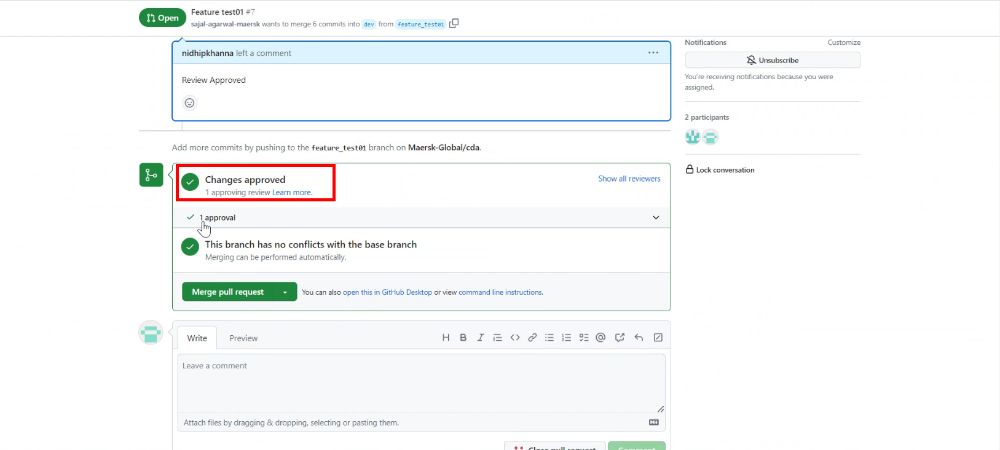 Open
Feature test01 #7
sajal-agarwal-maersk wants to merge 6 commits into dev from feature_test01
Notifications
Customize
nidhipkhanna left a comment
Unsubscribe
Review Approved
You're receiving notifications because you were
assigned.
2 participants
Add more commits by pushing to the feature_test01 branch on Maersk-Global/cda.
Lock conversation
Changes approved
Show all reviewers
1 approving review Learn more.
1 approval
This branch has no conflicts with the base branch
Merging can be performed automatically.
Merge pull request
You can also open this in GitHub Desktop or view command line instructions.
Write
Preview
Leave a comment
Attach files by dragging & dropping, selecting or pasting them.
Close pull request
Comment